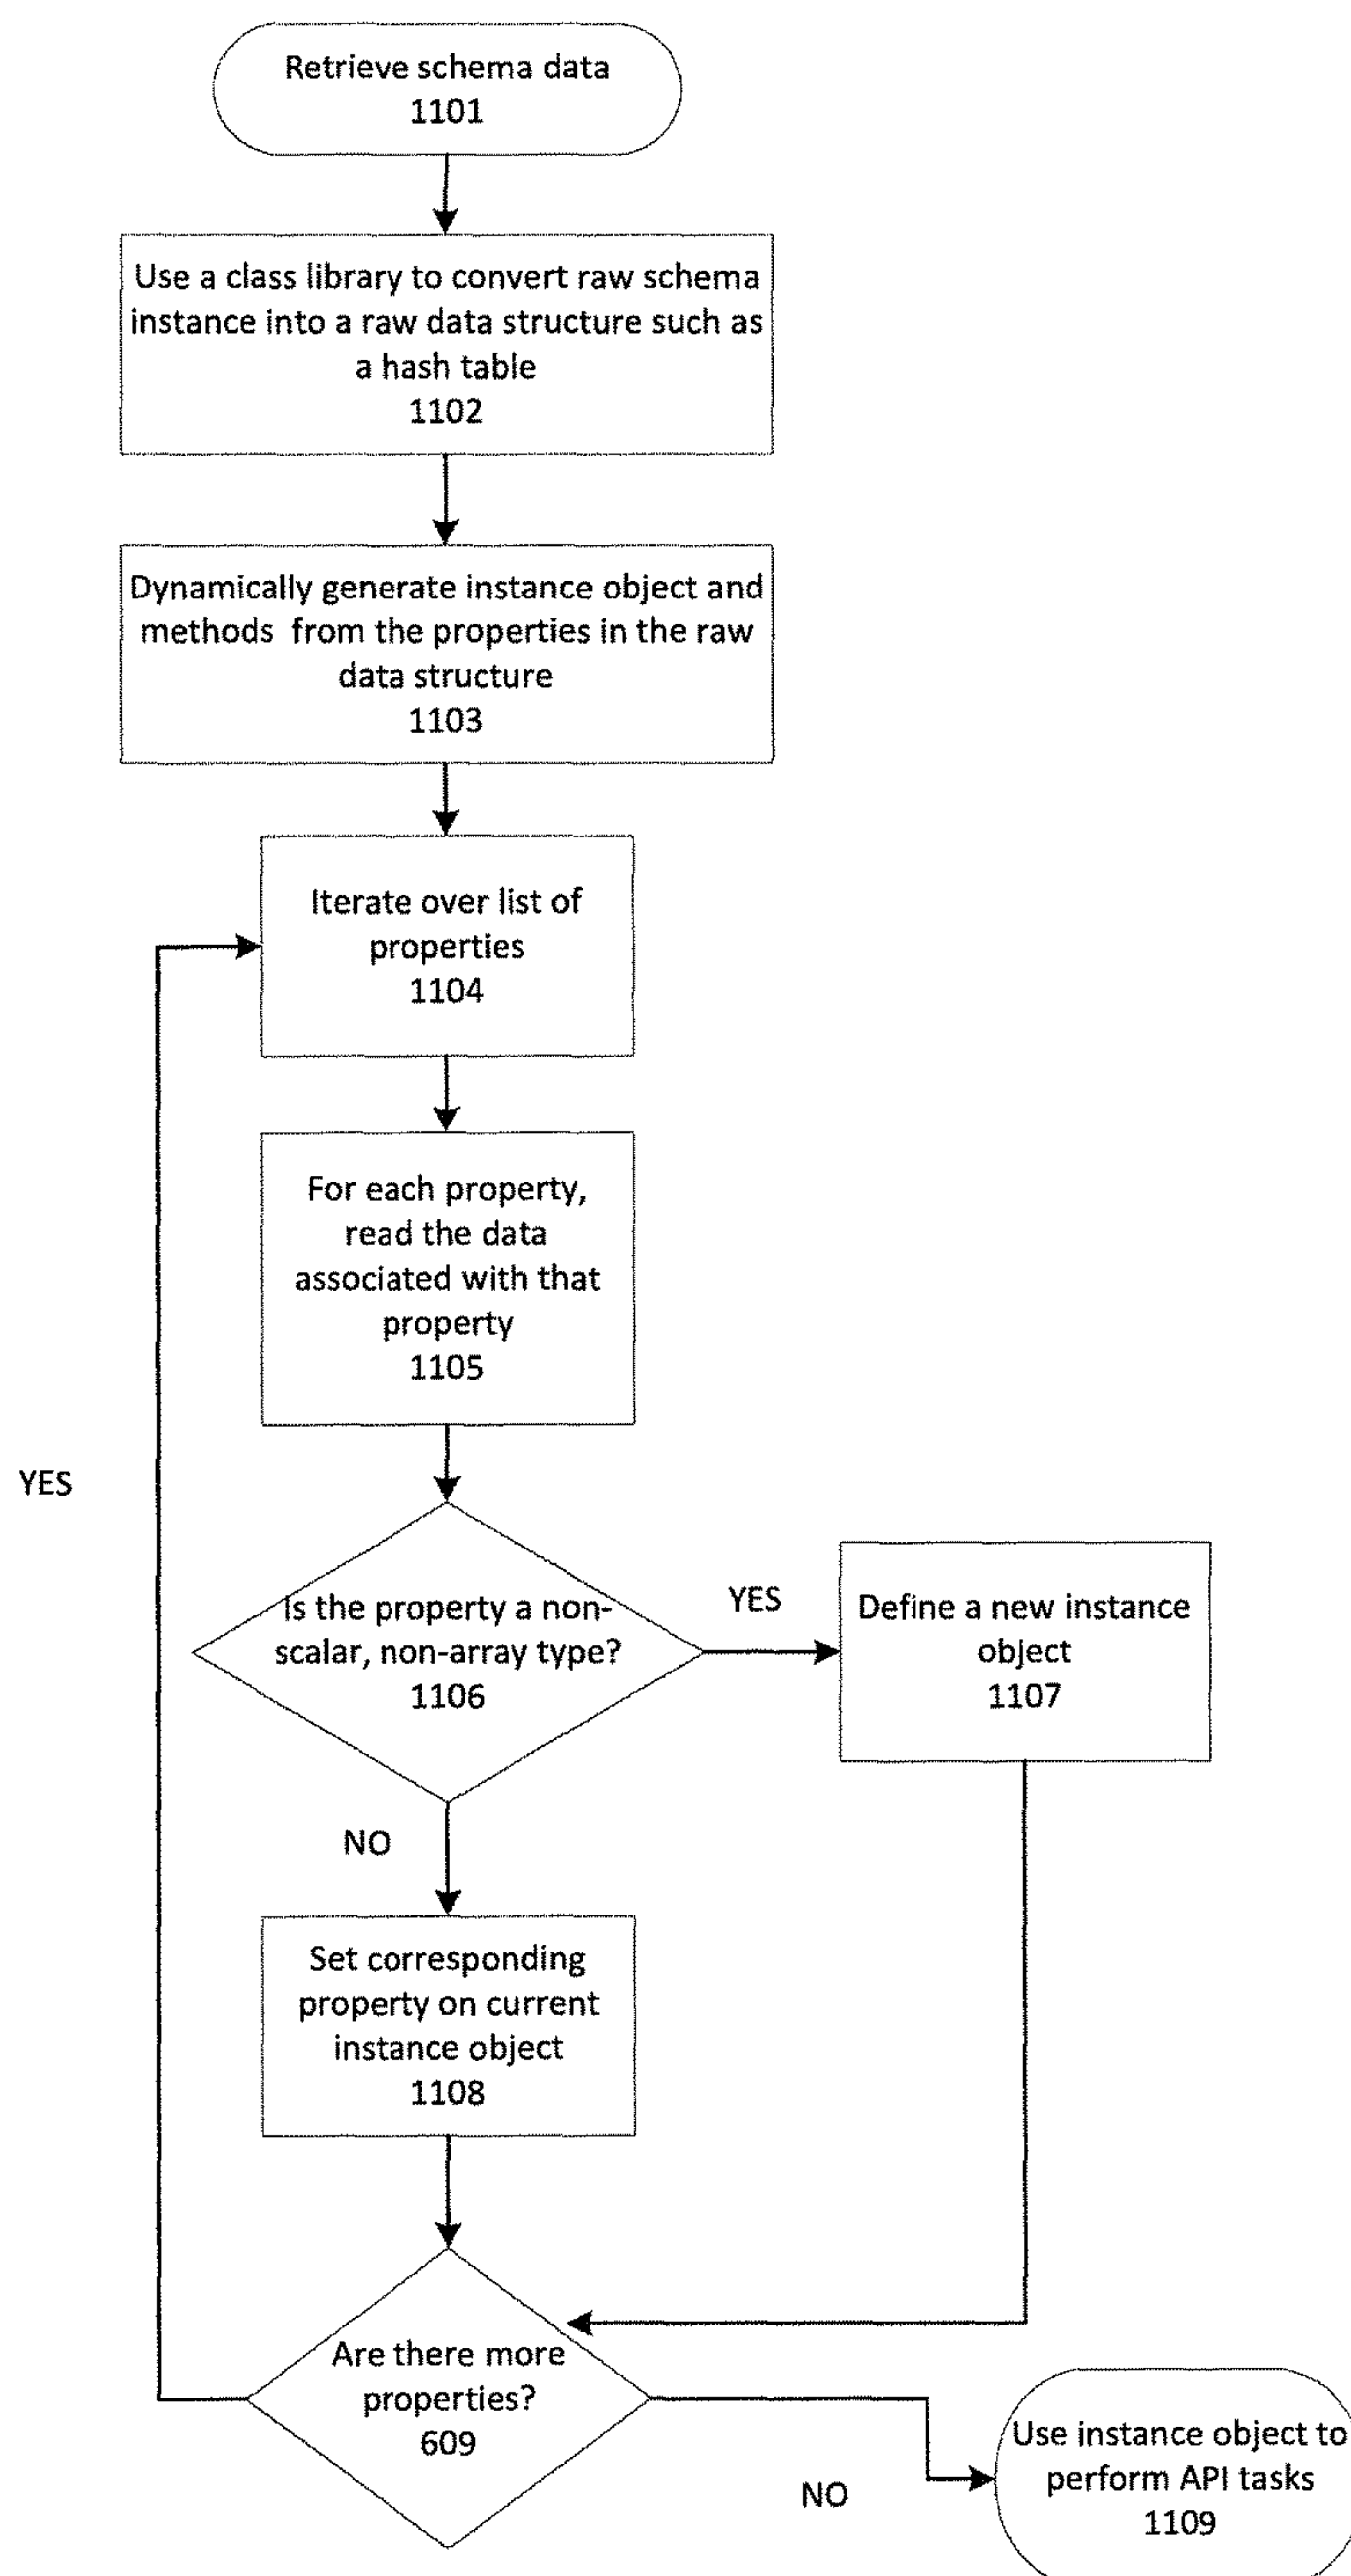 Retrieve schema data
1101
Use a class library to convert raw schema
instance into a raw data structure such as
a hash table
1102
Dynamically generate instance object and
methods from the properties in the raw
data structure
1103
Iterate over list of
properties
1104
For each property,
read the data
associated with that
property
1105
YES
Is the property a non-
scalar, non-array type?
1106
YES
Define a new instance
object
1107
NO
Set corresponding
property on current
instance object
1108
Are there more
properties?
609
NO
Use instance object to
perform API tasks
1109